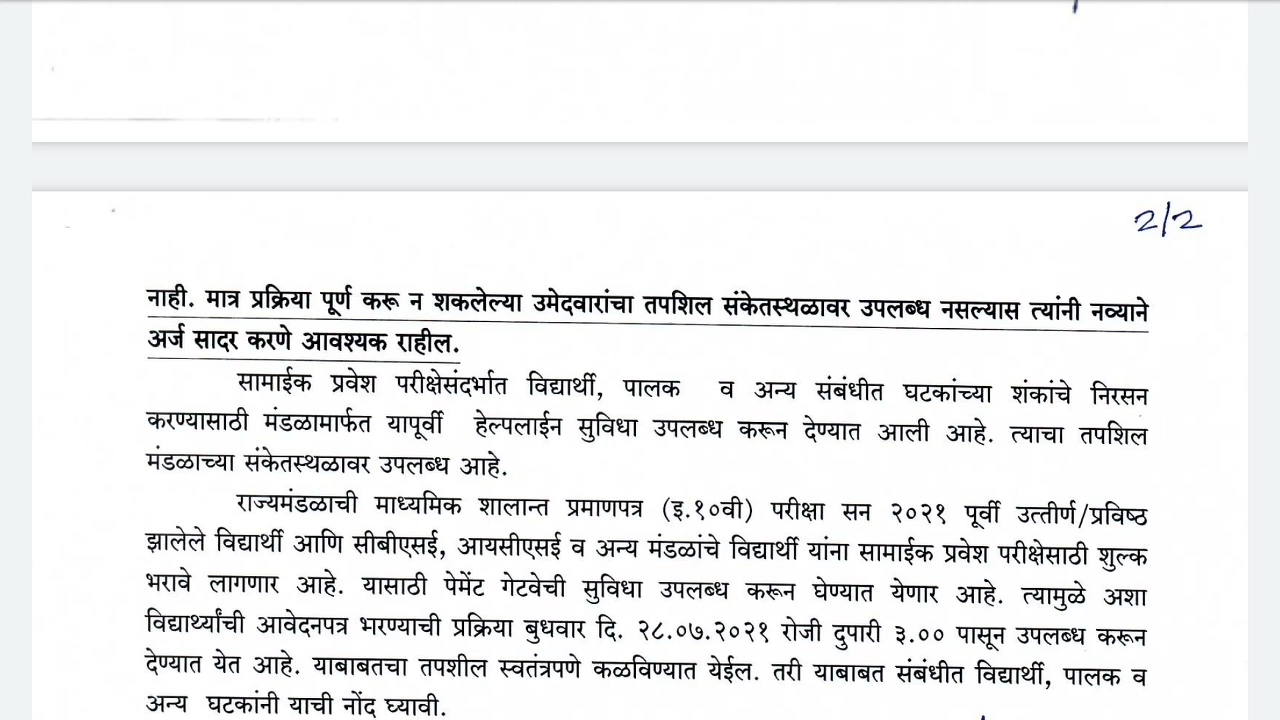 2/2
नाही. मात्र प्रक्रिया पूर्ण करू न शकलेल्या उमेदवारांचा तपशिल संकेतस्थळावर उपलब्ध नसल्यास त्यांनी नव्याने
अर्ज सादर करणे आवश्यक राहील.
सामाईक प्रवेश परीक्षेसंदर्भात विद्यार्थी, पालक व अन्य संबंधीत घटकांच्या शंकांचे निरसन
करण्यासाठी मंडळामार्फत यापूर्वी हेल्पलाईन सुविधा उपलब्ध करून देण्यात आली आहे. त्याचा तपशिल
मंडळाच्या संकेतस्थळावर उपलब्ध आहे.
राज्यमंडळाची माध्यमिक शालान्त प्रमाणपत्र (इ.१०वी) परीक्षा सन २०२१ पूर्वी उत्तीर्ण/प्रविष्ठ
झालेले विद्यार्थी आणि सीबीएसई, आयसीएसई व अन्य मंडळांचे विद्यार्थी यांना सामाईक प्रवेश परीक्षेसाठी शुल्क
भरावे लागणार आहे. यासाठी पेमेंट गेटवेची सुविधा उपलब्ध करून घेण्यात येणार आहे. त्यामुळे अशा
विद्यार्थ्यांची आवेदनपत्र भरण्याची प्रक्रिया बुधवार दि. २८.०७.२०२१ रोजी दुपारी ३.०० पासून उपलब्ध करून
देण्यात येत आहे. याबाबतचा तपशील स्वतंत्रपणे कळविण्यात येईल. तरी याबाबत संबंधीत विद्यार्थी, पालक व
अन्य घटकांनी याची नोंद घ्यावी.